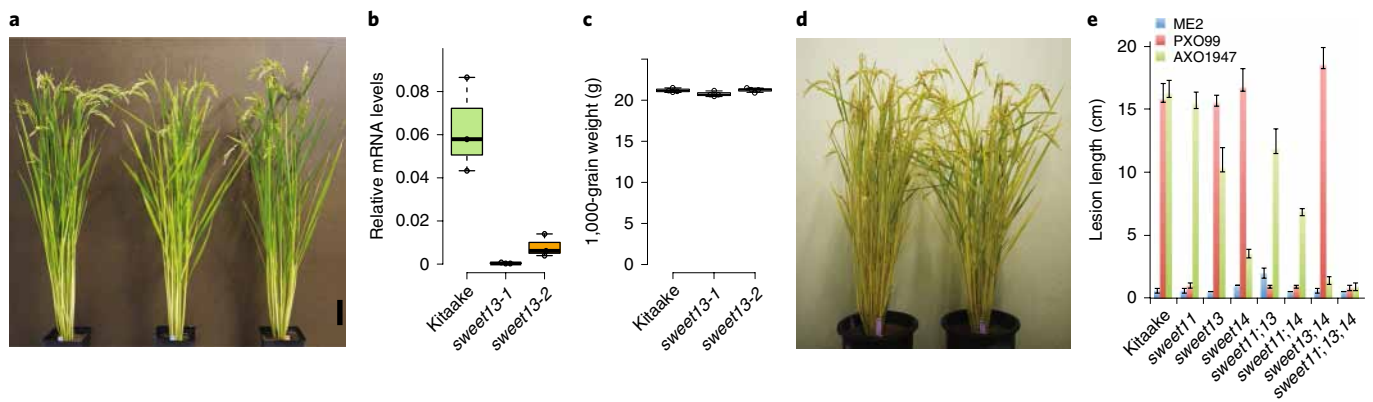 a
b
Relative mRNA levels
0.08
0.06
0.04
0.02
0
Kitaake
sweet13-1
sweet13-2
c
1,000-grain weight (g)
20
15
10
5
0
Kitaake
sweet13-1
sweet13-2
d
e
ME2
PXO99
AXO1947
Lesion length (cm)
20
15
10
5
0
Kitaake
sweet11
sweet13
sweet14
sweet11;13
sweet11;14
sweet13;14
sweet11;13;14